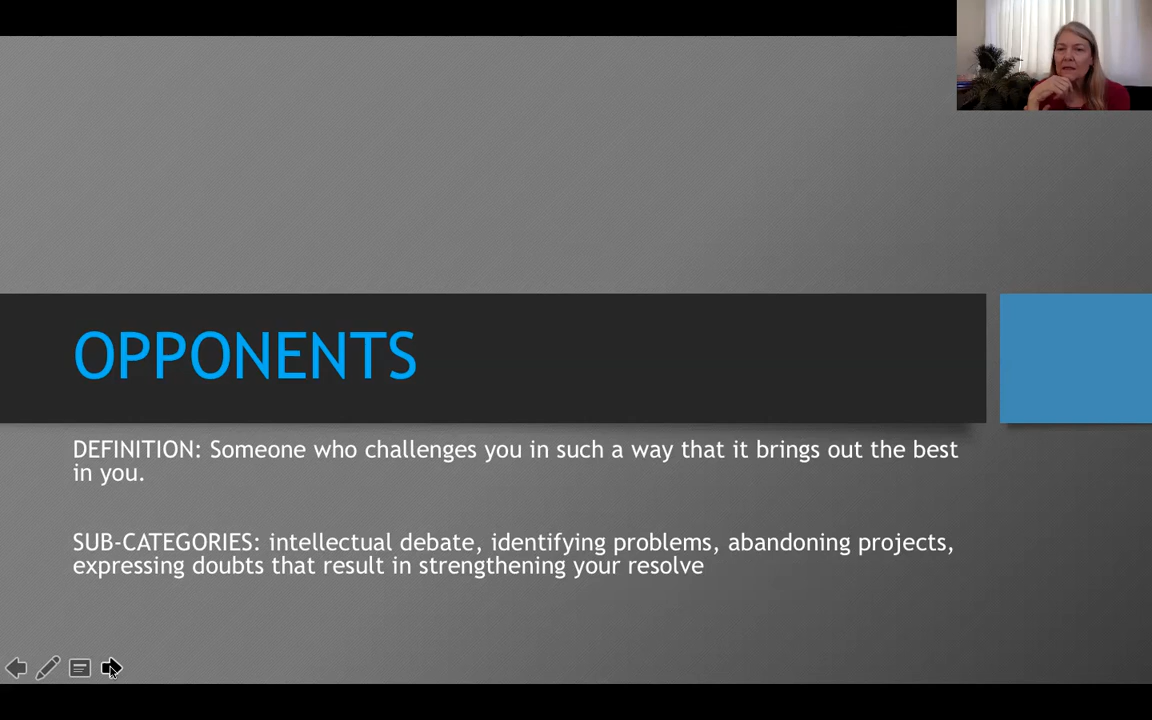 OPPONENTS
DEFINITION: Someone who challenges you in such a way that it brings out the best
in you.
SUB-CATEGORIES: intellectual debate, identifying problems, abandoning projects,
expressing doubts that result in strengthening your resolve